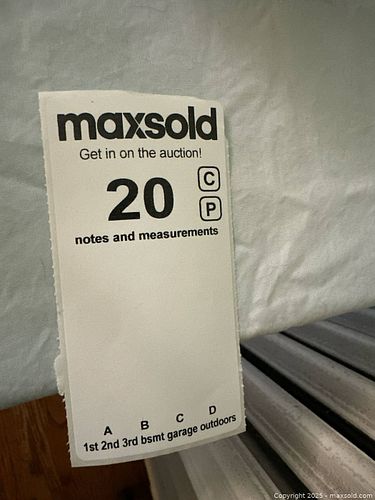 maxsold
Get in on the auction!
20
C
P
notes and measurements
A B C D
1st 2nd 3rd bsmt garage outdoors
Copyright 2025 - maxsold.com